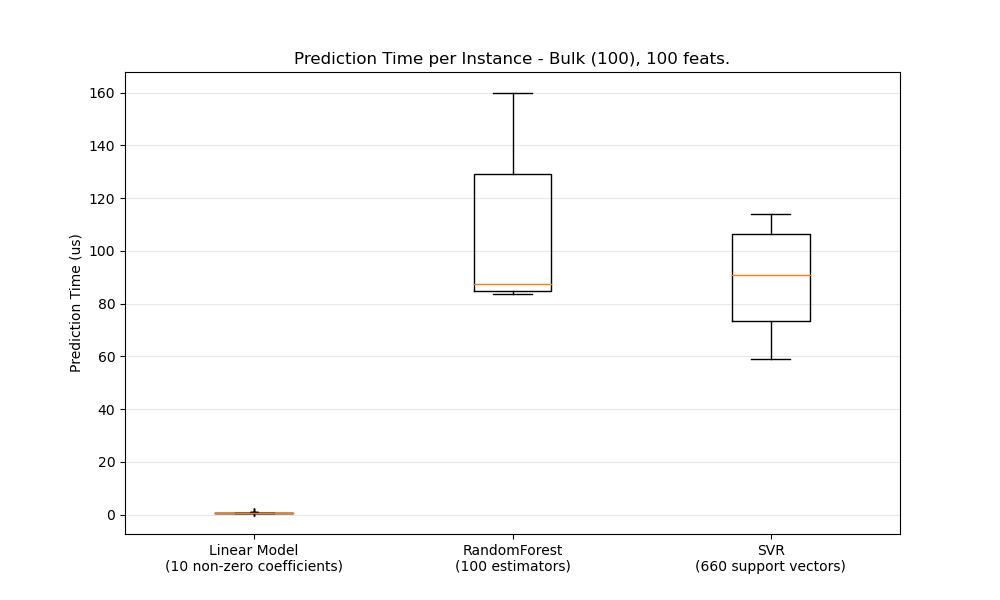 Prediction Time per Instance - Bulk (100), 100 feats.
Prediction Time (us)
160
140
120
100
80
60
40
20
0
Linear Model
(10 non-zero coefficients)
RandomForest
(100 estimators)
SVR
(660 support vectors)